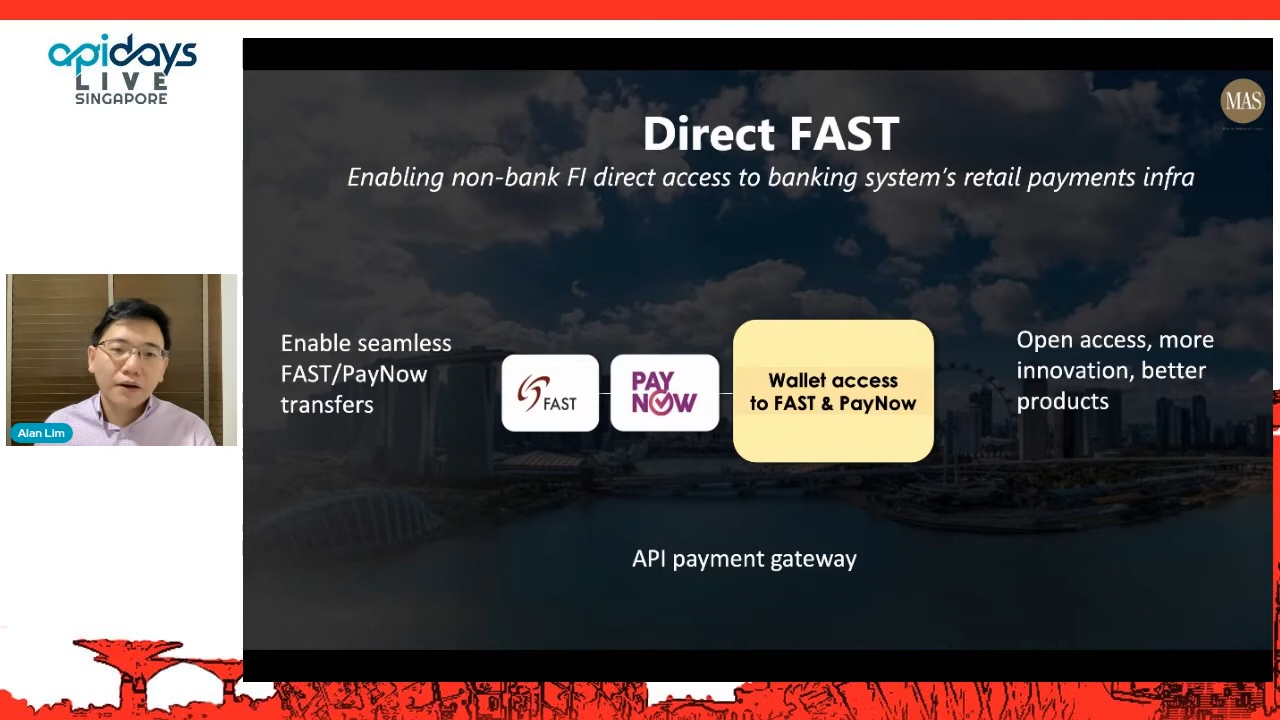 apidays
LIVE
SINGAPORE
MAS
Direct FAST
Enabling non-bank FI direct access to banking system's retail payments infra
Enable seamless
FAST/PayNow
transfers
FAST
PAY
NOW
Wallet access
to FAST & PayNow
Open access, more
innovation, better
products
Alan Lim
API payment gateway